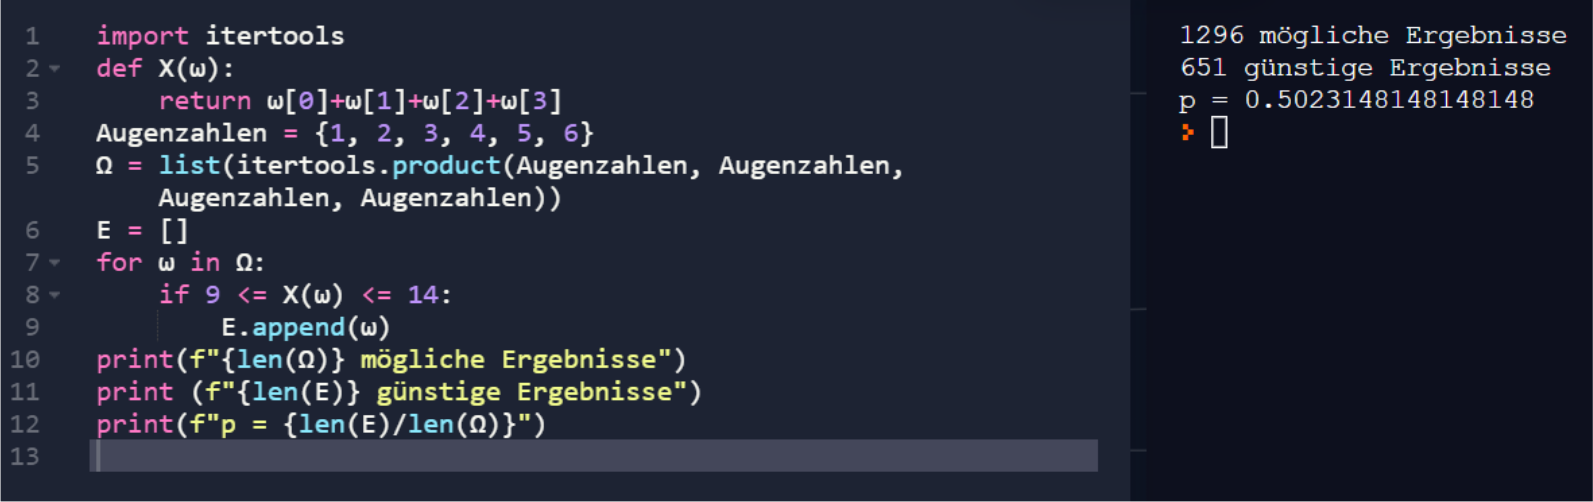 1 import itertools
2 def X(ω):
3 return ω[0]+ω[1]+ω[2]+ω[3]
4 Augenzahlen = {1, 2, 3, 4, 5, 6}
5 Ω = list(itertools.product(Augenzahlen, Augenzahlen,
Augenzahlen, Augenzahlen))
6 E = []
7 for ω in Ω:
8 if 9 <= X(ω) <= 14:
9 E.append(ω)
10 print(f"{len(Ω)} mögliche Ergebnisse")
11 print (f"{len(E)} günstige Ergebnisse")
12 print(f"p = {len(E)/len(Ω)}")
13
1296 mögliche Ergebnisse
651 günstige Ergebnisse
p = 0.5023148148148148